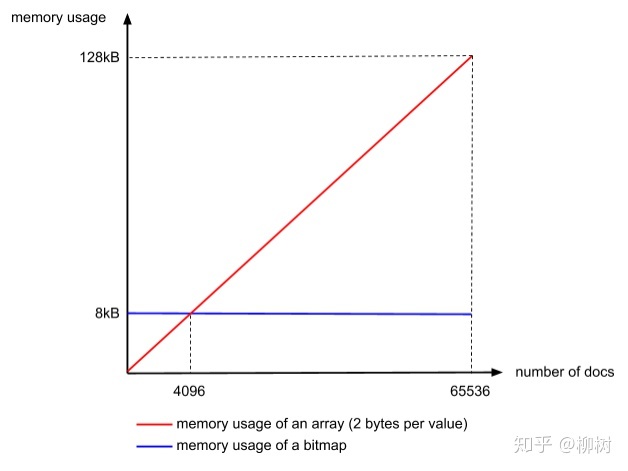 memory usage
128kB
8kB
4096
65536
number of docs
memory usage of an array (2 bytes per value)
memory usage of a bitmap
知乎 @柳树